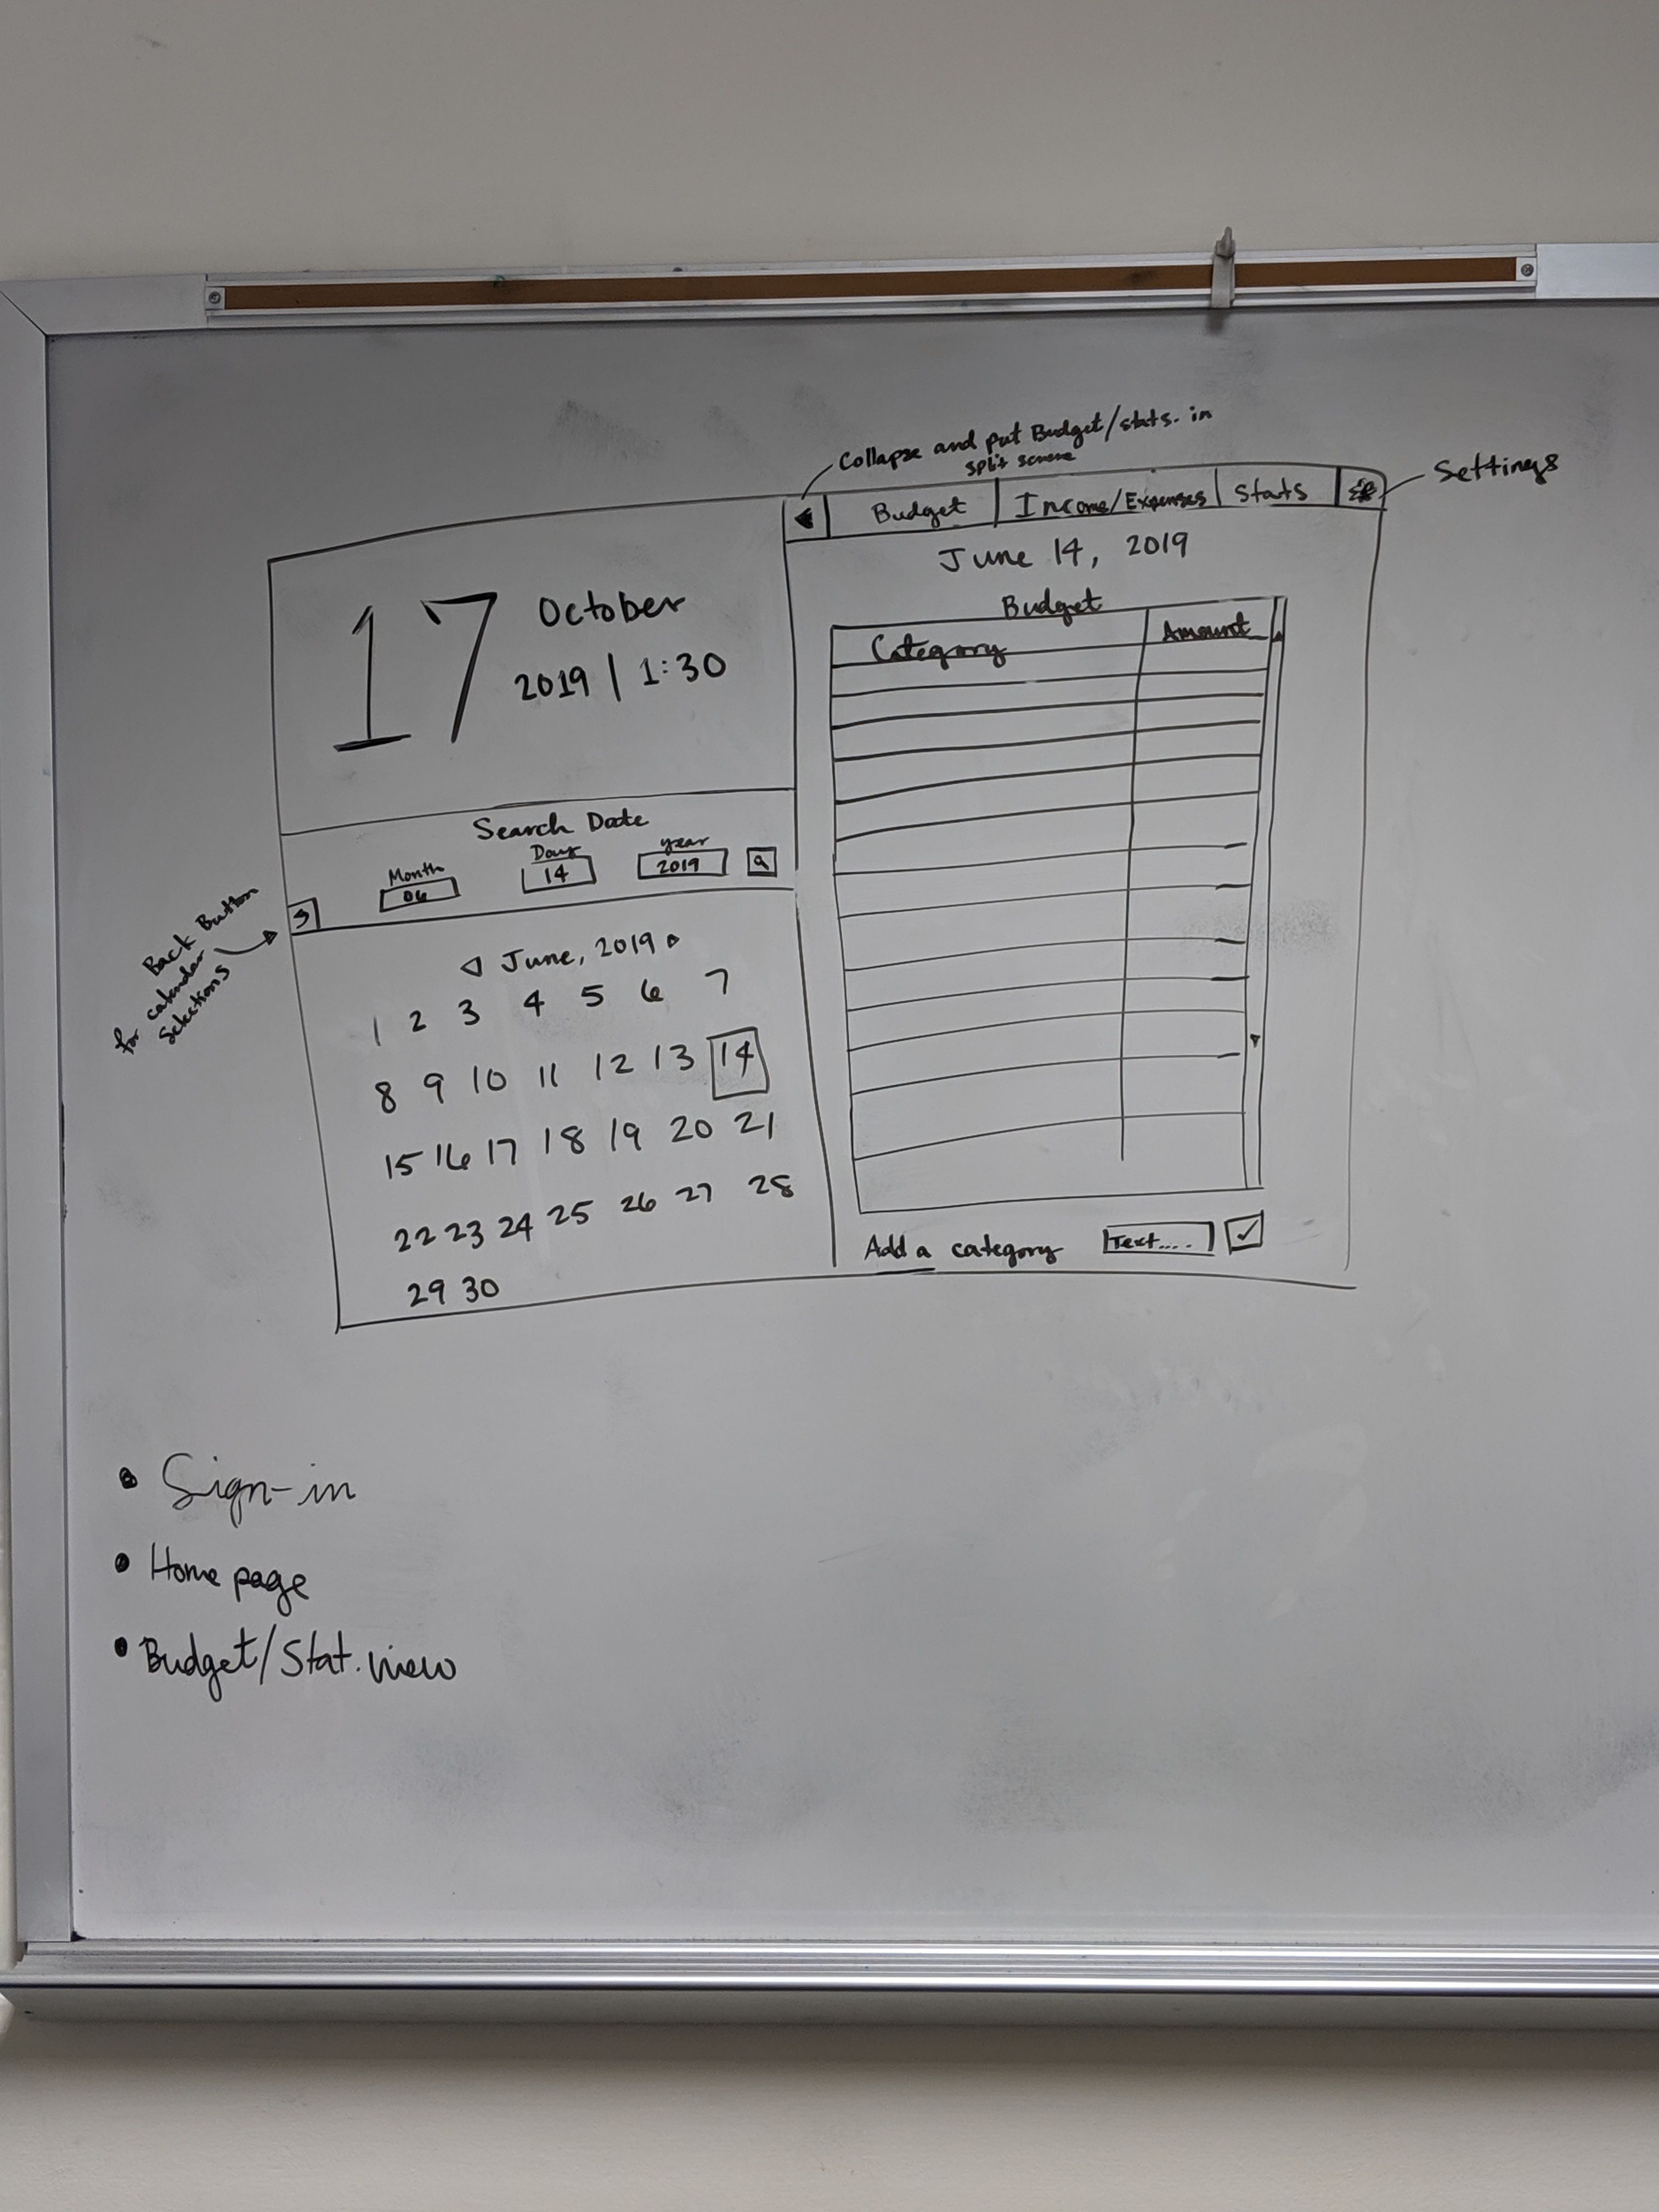 Collapse and put Budget/stats. in
split screne
Settings
Budget
Income/Expenses
Stats
17
October
2019 | 1:30
June 14, 2019
Budget
Category
Amount
Search Date
Month
Day
year
06
14
2019
Back Button
for calendar
Selections
June, 2019
1 2 3 4 5 6 7
8 9 10 11 12 13 14
15 16 17 18 19 20 21
22 23 24 25 26 27 28
29 30
Add a category
Text....
• Sign-in
• Home page
• Budget/Stat. view